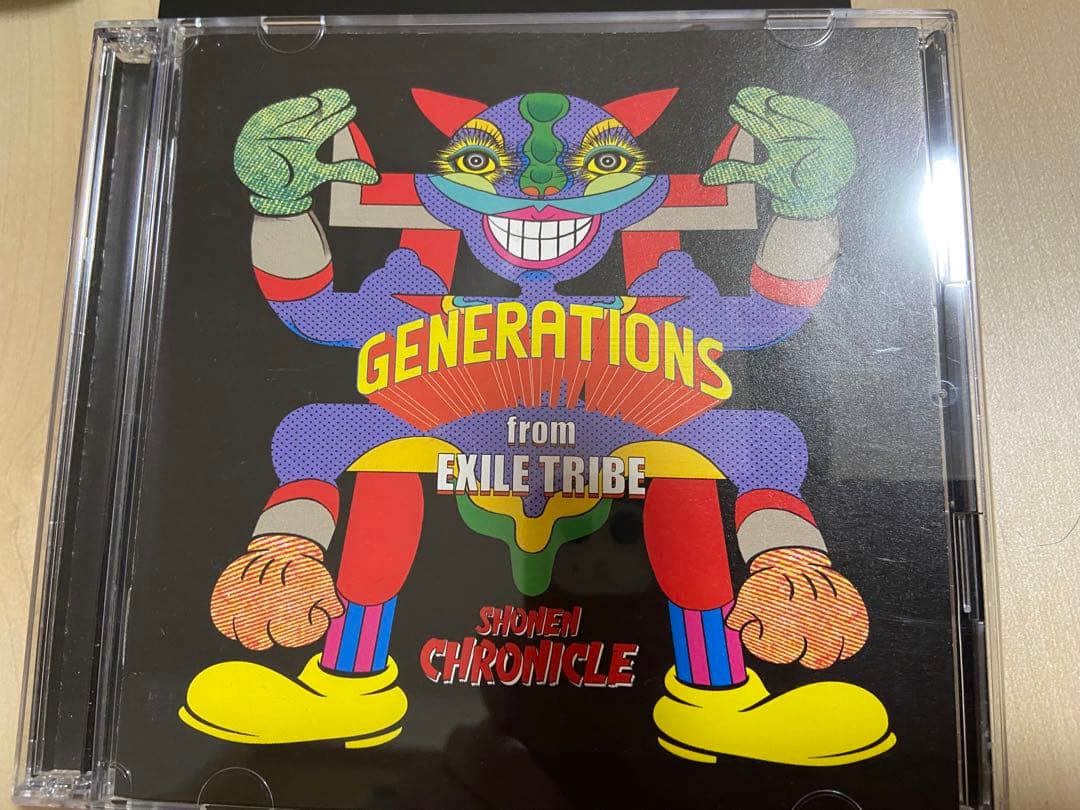 GENERATIONS
from
EXILE TRIBE
SHONEN
CHRONICLE